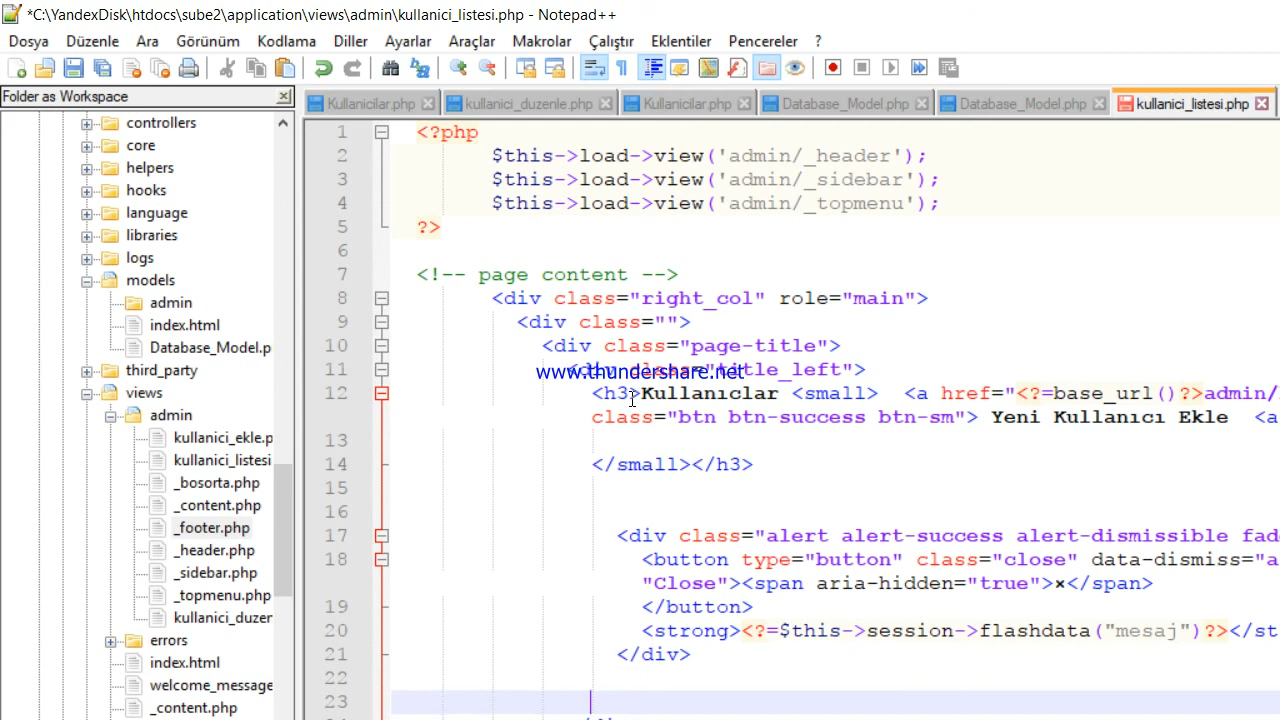 *C:\YandexDisk\htdocs\sube2\application\views\admin\kullanici_listesi.php - Notepad++
Dosya Düzenle Ara Görünüm Kodlama Diller Ayarlar Araçlar Makrolar Çalıştır Eklentiler Pencereler ?
Folder as Workspace
Kullanicilar.php kullanici_duzenle.php Kullanicilar.php Database_Model.php Database_Model.php kullanici_listesi.php
controllers
core
helpers
hooks
language
libraries
logs
models
admin
index.html
Database_Model.p
third_party
views
admin
kullanici_ekle.p
kullanici_listesi
_bosorta.php
_content.php
_footer.php
_header.php
_sidebar.php
_topmenu.php
kullanici_duzen
errors
index.html
welcome_message
_content.php
1 <?php
2 $this->load->view('admin/_header');
3 $this->load->view('admin/_sidebar');
4 $this->load->view('admin/_topmenu');
5 ?>
6
7 <!-- page content -->
8 <div class="right_col" role="main">
9 <div class="">
10 <div class="page-title">
11 <div class="title_left">
www.thundershare.net
12 <h3>Kullanıclar <small> <a href="<?=base_url()?>admin/
class="btn btn-success btn-sm"> Yeni Kullanıcı Ekle <a
13
14 </small></h3>
15
16
17 <div class="alert alert-success alert-dismissible fad
18 <button type="button" class="close" data-dismiss="a
"Close"><span aria-hidden="true">×</span>
19 </button>
20 <strong><?=$this->session->flashdata("mesaj")?></st
21 </div>
22
23